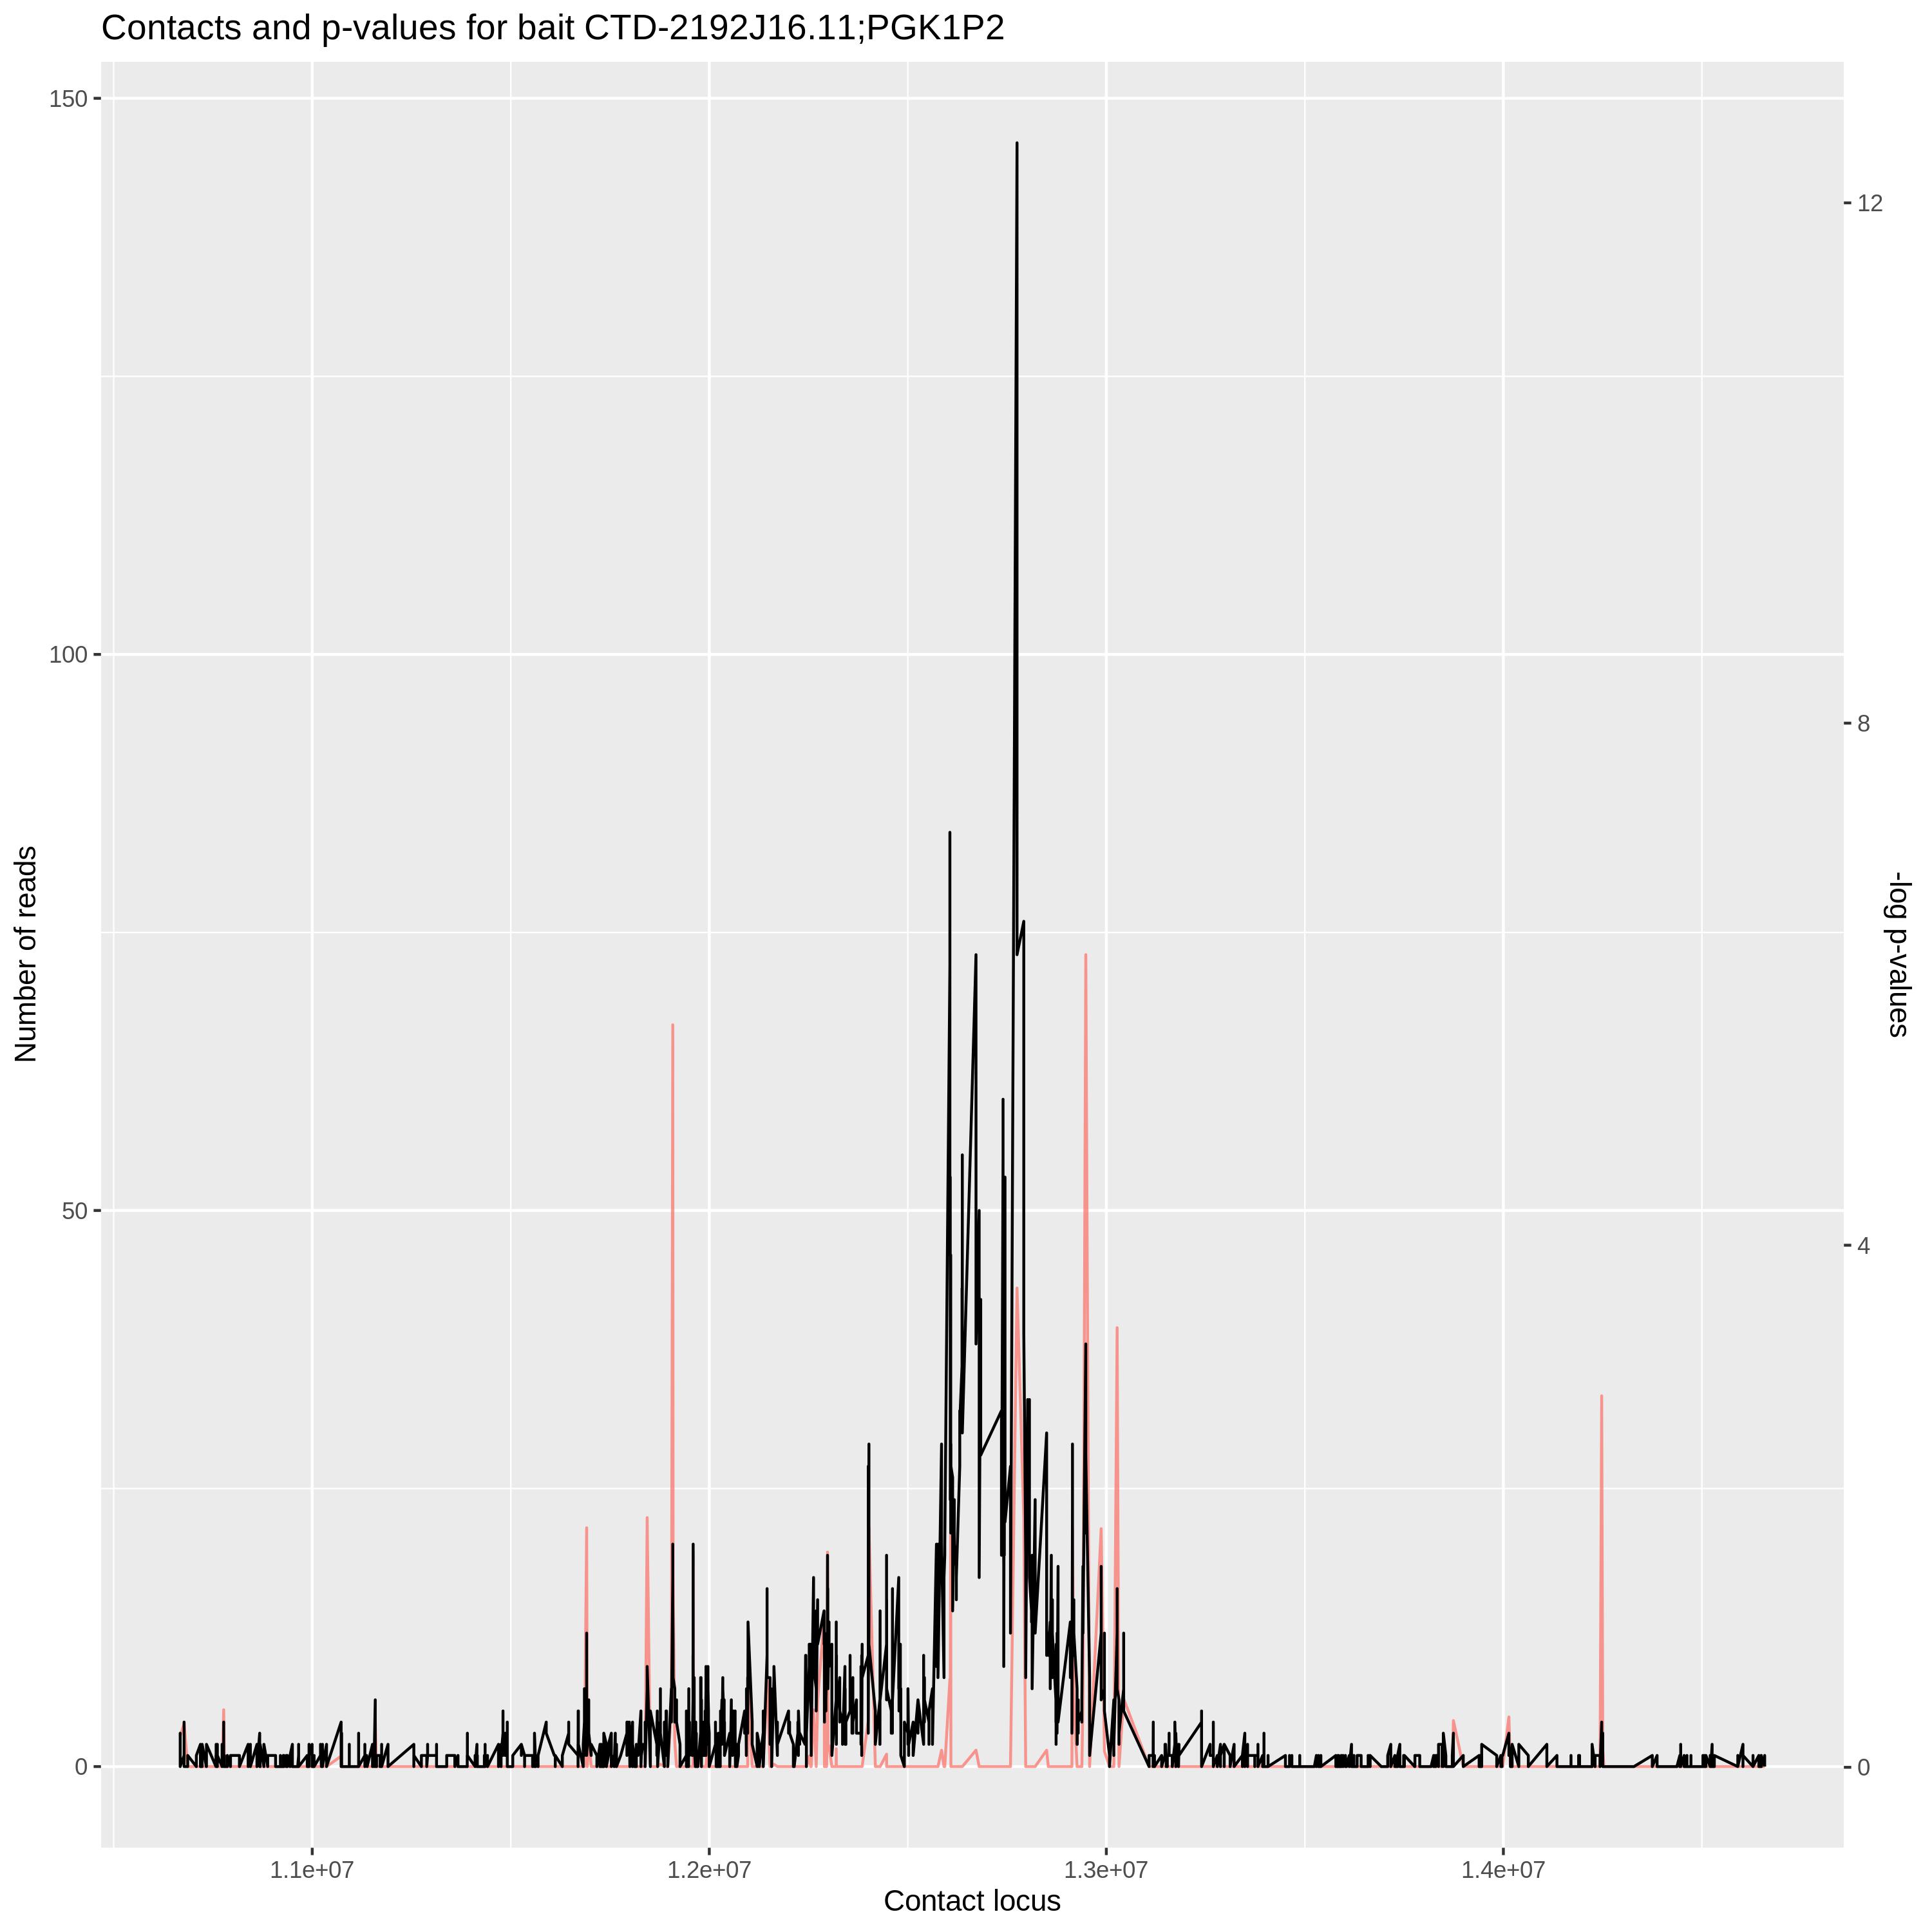 Contacts and p-values for bait CTD-2192J16.11;PGK1P2
150
100
50
0
Number of reads
12
8
4
0
-log p-values
1.1e+07
1.2e+07
1.3e+07
1.4e+07
Contact locus